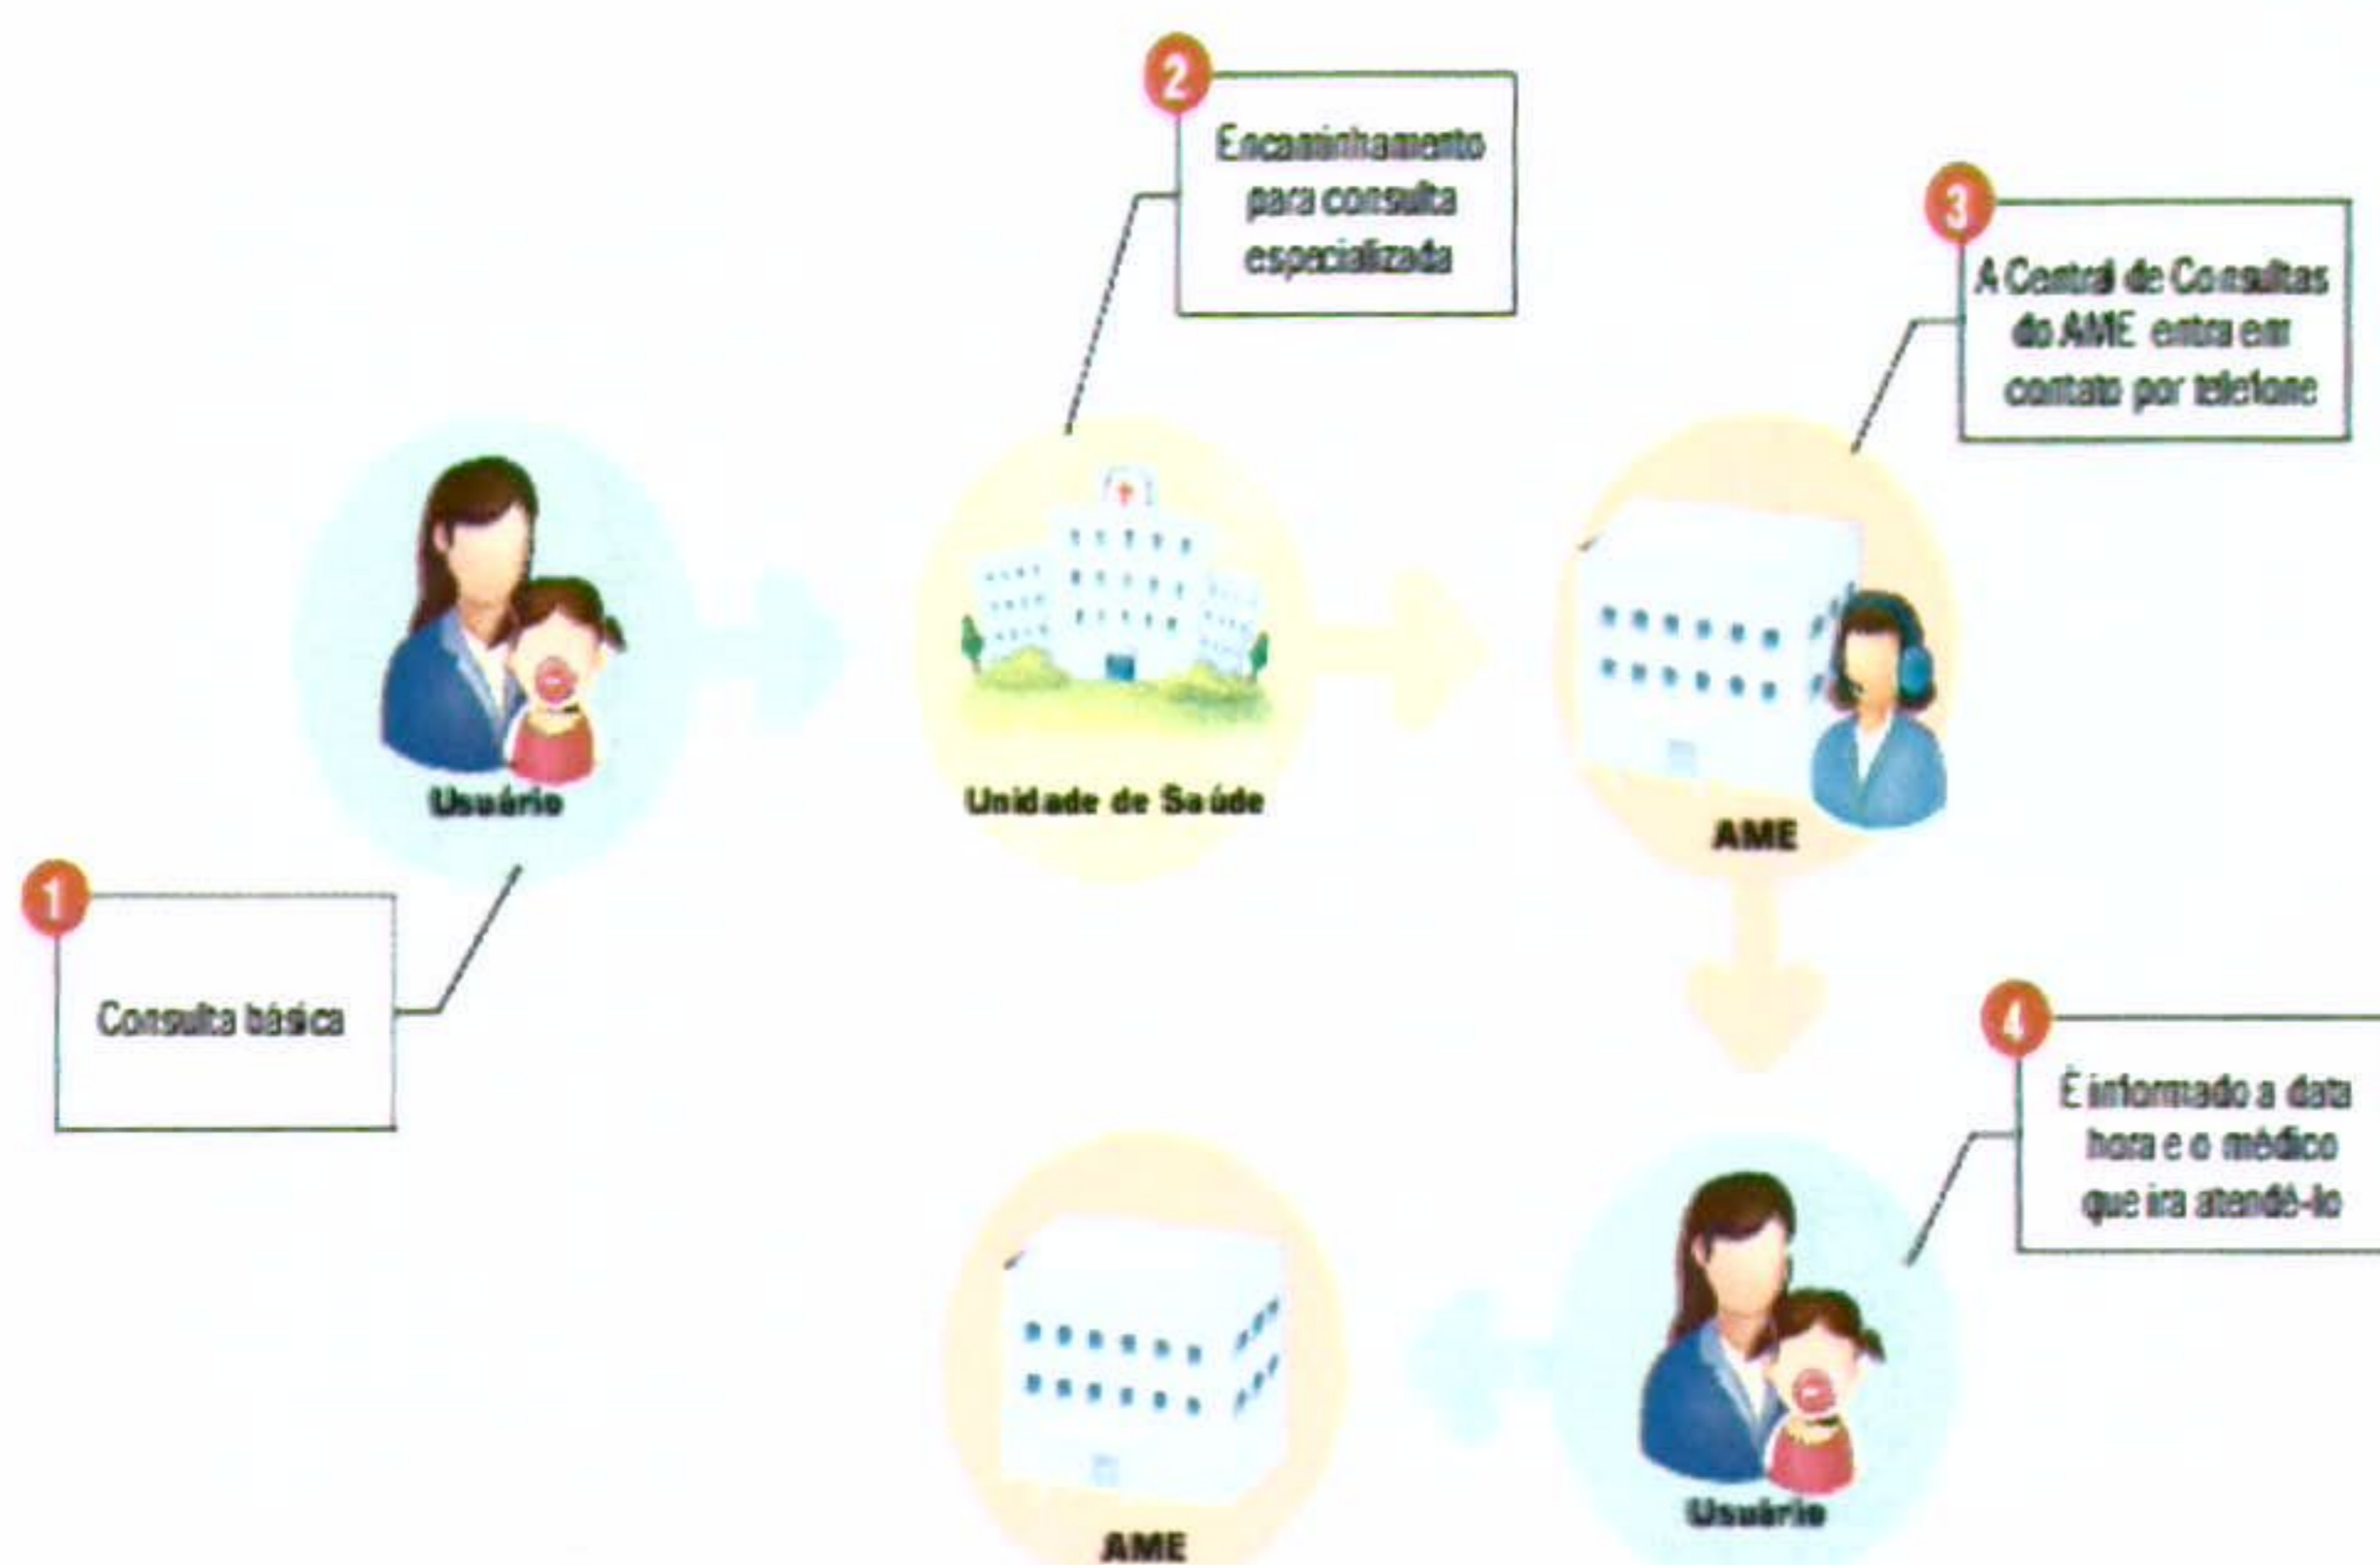 2
Encaminhamento
para consulta
especializada
3
A Central de Consultas
do AME entra em
contato por telefone
Usuário
Unidade de Saúde
AME
1
Consulta básica
4
É informado a data
hora e o médico
que ira atendê-lo
AME
Usuário